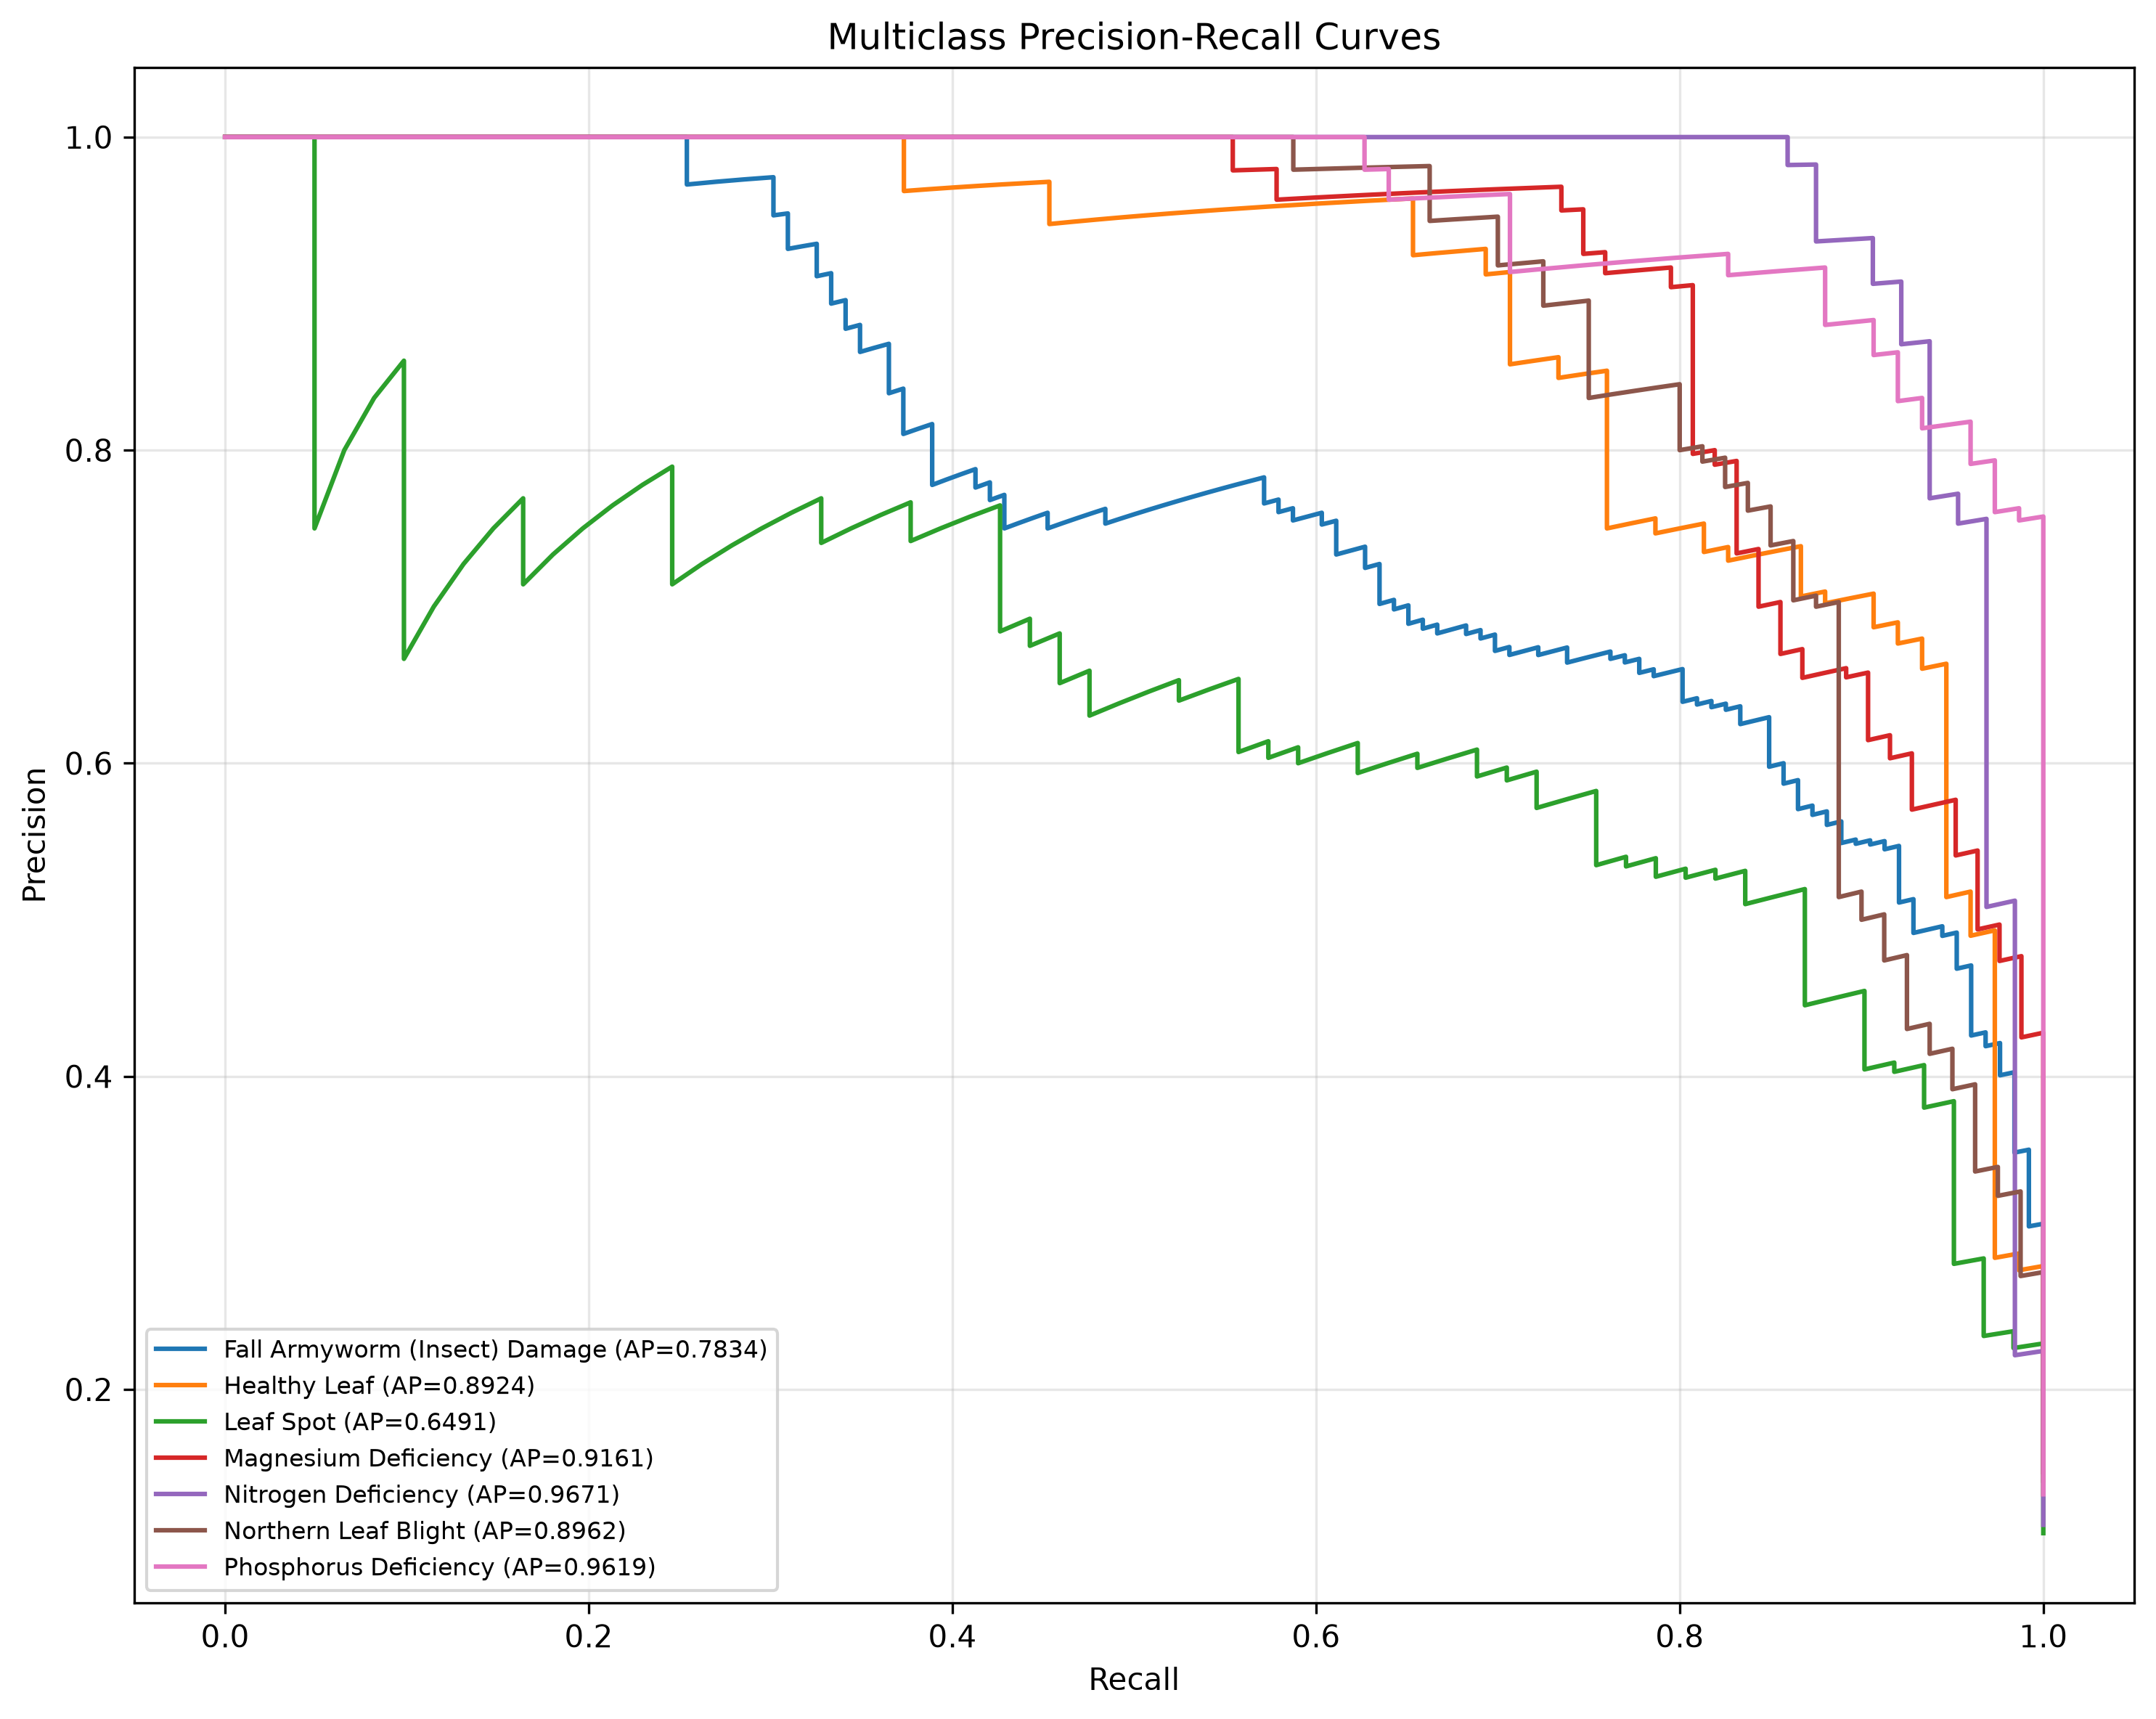 Multiclass Precision-Recall Curves
1.0
0.8
0.6
0.4
0.2
Precision
Fall Armyworm (Insect) Damage (AP=0.7834)
Healthy Leaf (AP=0.8924)
Leaf Spot (AP=0.6491)
Magnesium Deficiency (AP=0.9161)
Nitrogen Deficiency (AP=0.9671)
Northern Leaf Blight (AP=0.8962)
Phosphorus Deficiency (AP=0.9619)
0.0 0.2 0.4 0.6 0.8 1.0
Recall